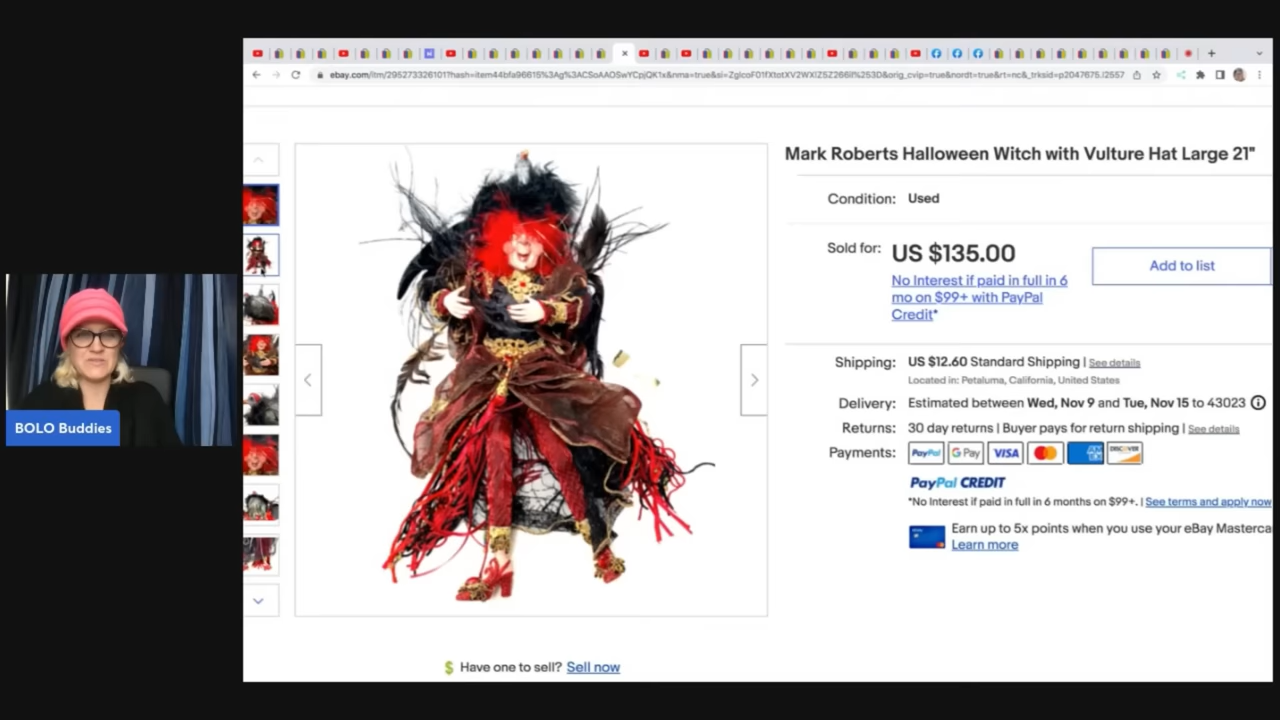 ebay.com/itm/295273326101?hash=item44bfa96615%3Ag%3ACSoAAOSwYCpjQK1x&nma=true&si=ZglcoF01fXtotXV2WXIZ5Z266iI%253D&orig_cvip=true&nordt=true&rt=nc&_trksid=p2047675.l2557
Mark Roberts Halloween Witch with Vulture Hat Large 21"
Condition: Used
Sold for: US $135.00
Add to list
No Interest if paid in full in 6
mo on $99+ with PayPal
Credit*
Shipping: US $12.60 Standard Shipping | See details
Located in: Petaluma, California, United States
Delivery: Estimated between Wed, Nov 9 and Tue, Nov 15 to 43023
Returns: 30 day returns | Buyer pays for return shipping | See details
Payments: PayPal G Pay VISA DISCOVER
PayPal CREDIT
*No Interest if paid in full in 6 months on $99+. | See terms and apply now
Earn up to 5x points when you use your eBay Masterca
Learn more
BOLO Buddies
Have one to sell? Sell now